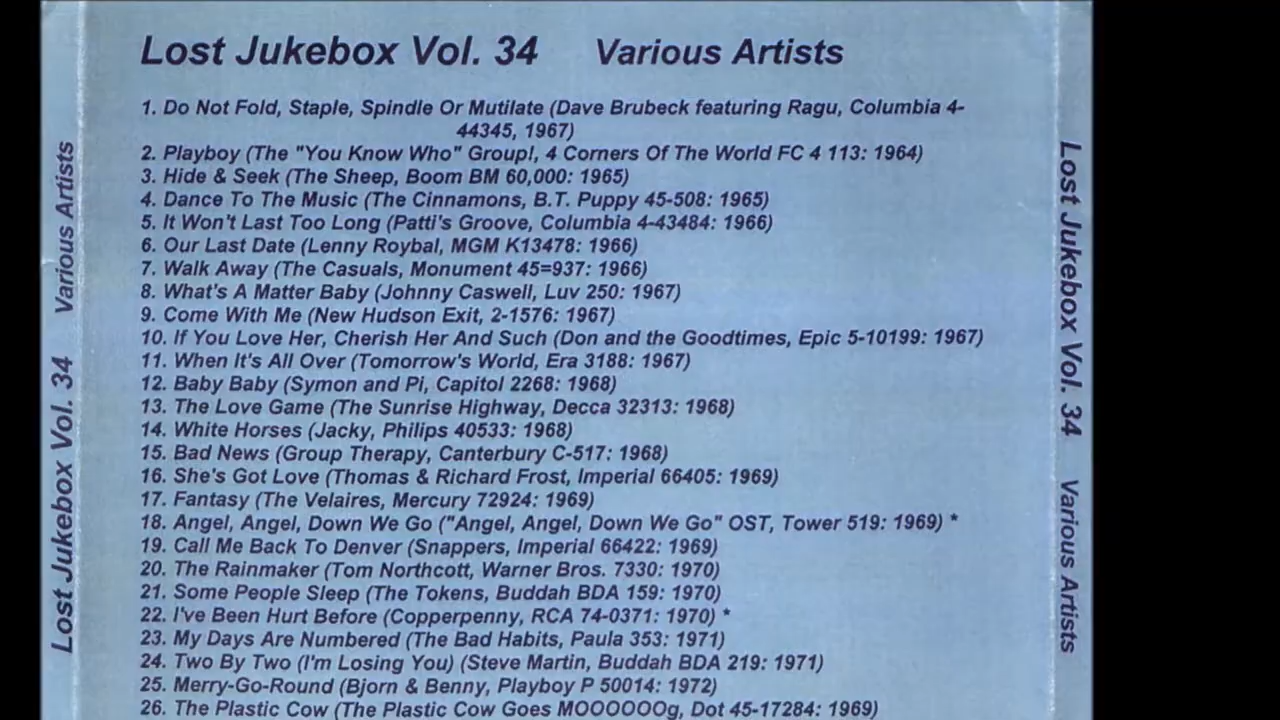 Lost Jukebox Vol. 34 Various Artists
1. Do Not Fold, Staple, Spindle Or Mutilate (Dave Brubeck featuring Ragu, Columbia 4-
44345, 1967)
2. Playboy (The "You Know Who" Group!, 4 Corners Of The World FC 4 113: 1964)
3. Hide & Seek (The Sheep, Boom BM 60,000: 1965)
4. Dance To The Music (The Cinnamons, B.T. Puppy 45-508: 1965)
5. It Won't Last Too Long (Patti's Groove, Columbia 4-43484: 1966)
6. Our Last Date (Lenny Roybal, MGM K13478: 1966)
7. Walk Away (The Casuals, Monument 45=937: 1966)
8. What's A Matter Baby (Johnny Caswell, Luv 250: 1967)
9. Come With Me (New Hudson Exit, 2-1576: 1967)
10. If You Love Her, Cherish Her And Such (Don and the Goodtimes, Epic 5-10199: 1967)
11. When It's All Over (Tomorrow's World, Era 3188: 1967)
12. Baby Baby (Symon and Pi, Capitol 2268: 1968)
13. The Love Game (The Sunrise Highway, Decca 32313: 1968)
14. White Horses (Jacky, Philips 40533: 1968)
15. Bad News (Group Therapy, Canterbury C-517: 1968)
16. She's Got Love (Thomas & Richard Frost, Imperial 66405: 1969)
17. Fantasy (The Velaires, Mercury 72924: 1969)
18. Angel, Angel, Down We Go ("Angel, Angel, Down We Go" OST, Tower 519: 1969) *
19. Call Me Back To Denver (Snappers, Imperial 66422: 1969)
20. The Rainmaker (Tom Northcott, Warner Bros. 7330: 1970)
21. Some People Sleep (The Tokens, Buddah BDA 159: 1970)
22. I've Been Hurt Before (Copperpenny, RCA 74-0371: 1970) *
23. My Days Are Numbered (The Bad Habits, Paula 353: 1971)
24. Two By Two (I'm Losing You) (Steve Martin, Buddah BDA 219: 1971)
25. Merry-Go-Round (Bjorn & Benny, Playboy P 50014: 1972)
26. The Plastic Cow (The Plastic Cow Goes MOOOOOOg, Dot 45-17284: 1969)
Lost Jukebox Vol. 34 Various Artists
Lost Jukebox Vol. 34 Various Artists